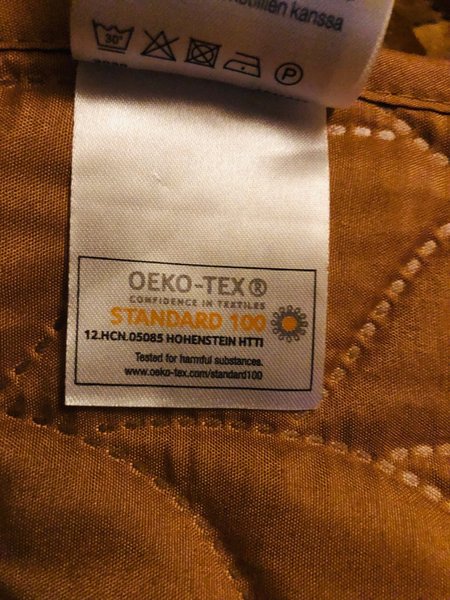 kanssa
30°
P
OEKO-TEX®
CONFIDENCE IN TEXTILES
STANDARD 100
12.HCN.05085 HOHENSTEIN HTTI
Tested for harmful substances.
www.oeko-tex.com/standard100